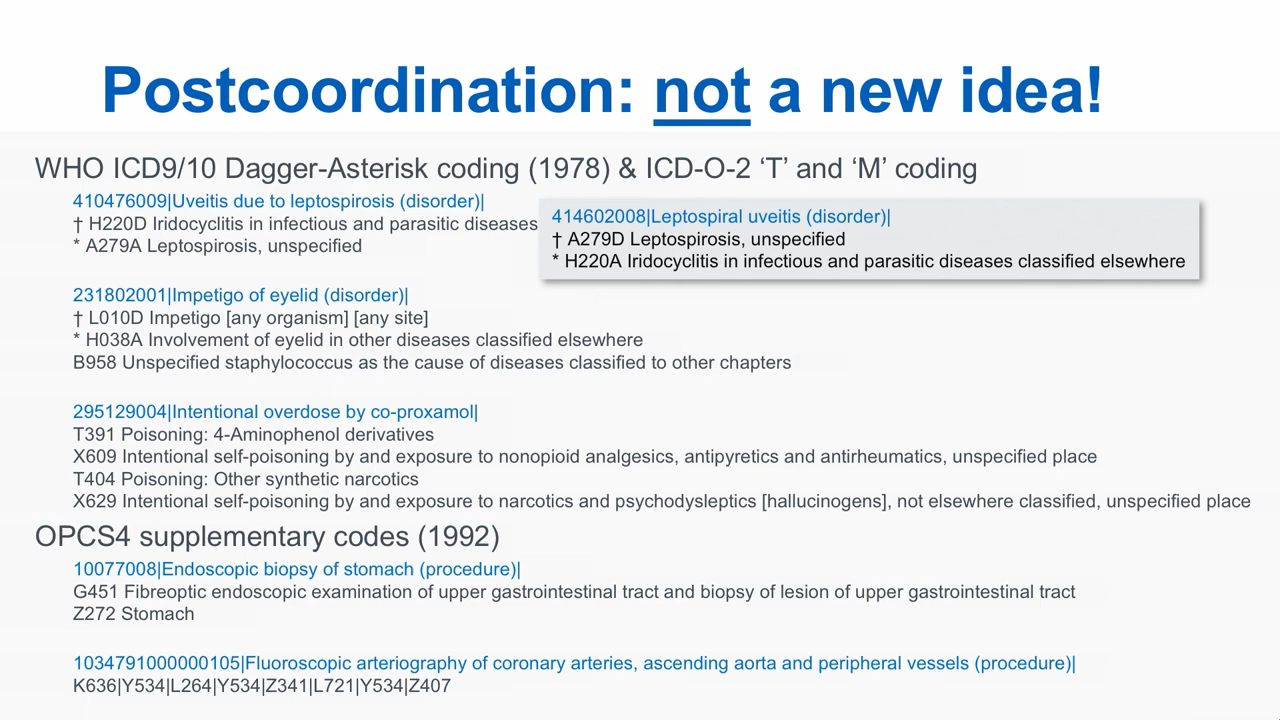 Postcoordination: not a new idea!
WHO ICD9/10 Dagger-Asterisk coding (1978) & ICD-O-2 ‘T’ and ‘M’ coding
410476009|Uveitis due to leptospirosis (disorder)|
† H220D Iridocyclitis in infectious and parasitic diseases
* A279A Leptospirosis, unspecified
414602008|Leptospiral uveitis (disorder)|
† A279D Leptospirosis, unspecified
* H220A Iridocyclitis in infectious and parasitic diseases classified elsewhere
231802001|Impetigo of eyelid (disorder)|
† L010D Impetigo [any organism] [any site]
* H038A Involvement of eyelid in other diseases classified elsewhere
B958 Unspecified staphylococcus as the cause of diseases classified to other chapters
295129004|Intentional overdose by co-proxamol|
T391 Poisoning: 4-Aminophenol derivatives
X609 Intentional self-poisoning by and exposure to nonopioid analgesics, antipyretics and antirheumatics, unspecified place
T404 Poisoning: Other synthetic narcotics
X629 Intentional self-poisoning by and exposure to narcotics and psychodysleptics [hallucinogens], not elsewhere classified, unspecified place
OPCS4 supplementary codes (1992)
10077008|Endoscopic biopsy of stomach (procedure)|
G451 Fibreoptic endoscopic examination of upper gastrointestinal tract and biopsy of lesion of upper gastrointestinal tract
Z272 Stomach
1034791000000105|Fluoroscopic arteriography of coronary arteries, ascending aorta and peripheral vessels (procedure)|
K636|Y534|L264|Y534|Z341|L721|Y534|Z407